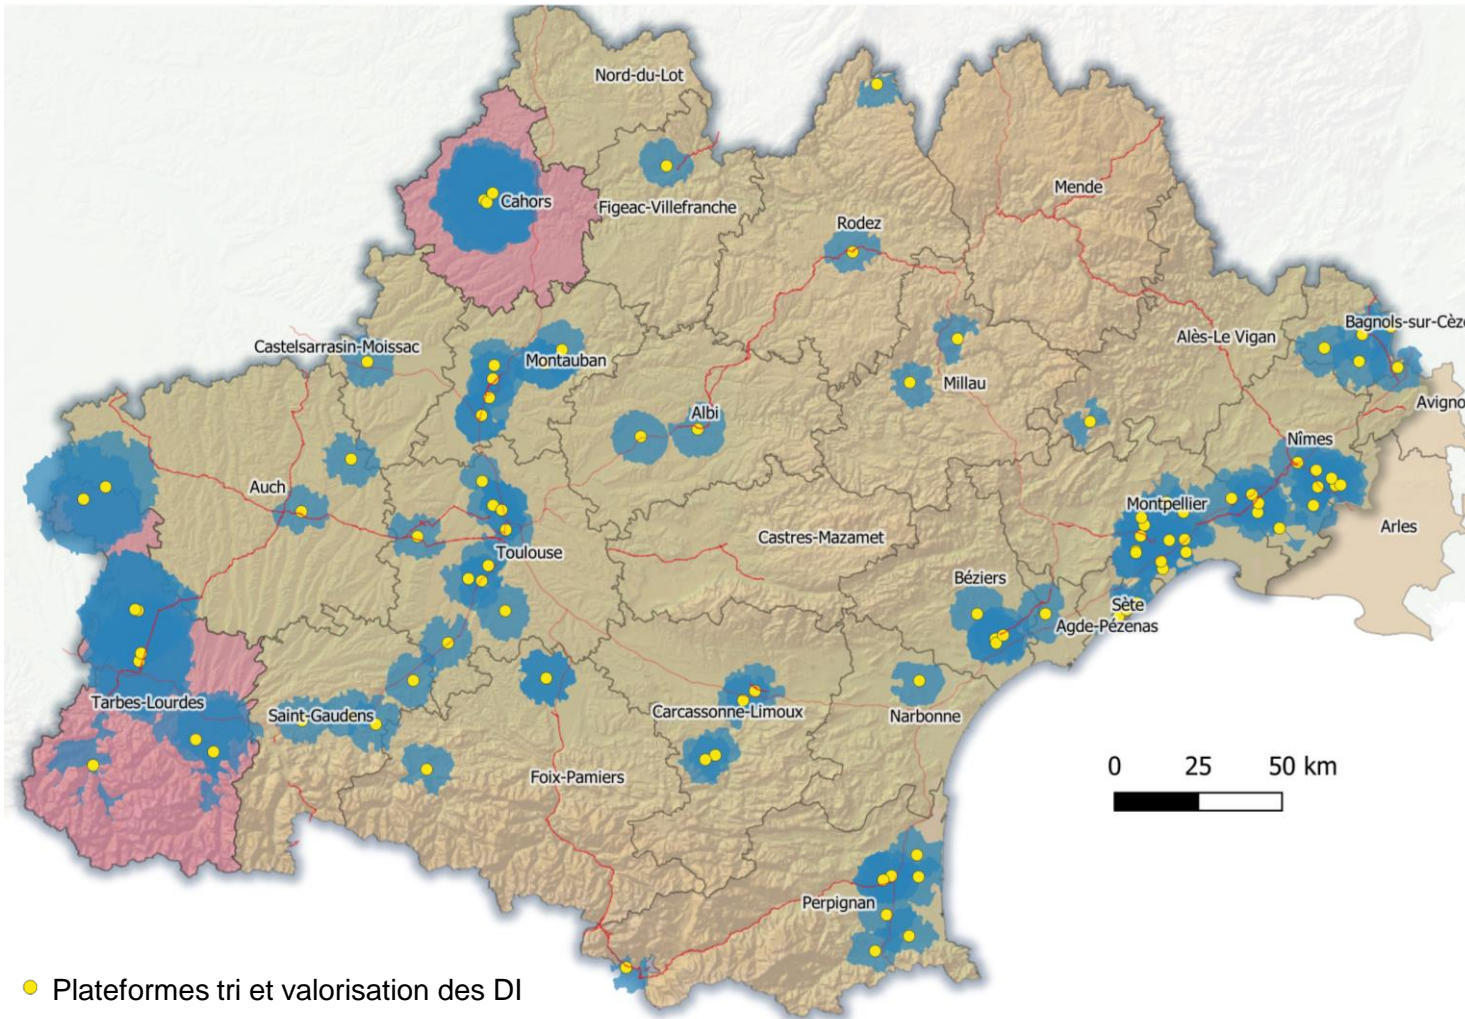 Nord-du-Lot
Mende
Cahors
Figeac-Villefranche
Rodez
Bagnols-sur-Cèze
Alès-Le Vigan
Castelsarrasin-Moissac
Montauban
Millau
Albi
Avigno
Nîmes
Auch
Montpellier
Arles
Castres-Mazamet
Toulouse
Béziers
Sète
Agde-Pézenas
Tarbes-Lourdes
Saint-Gaudens
Carcassonne-Limoux
Narbonne
Foix-Pamiers
0 25 50 km
Perpignan
Plateformes tri et valorisation des DI